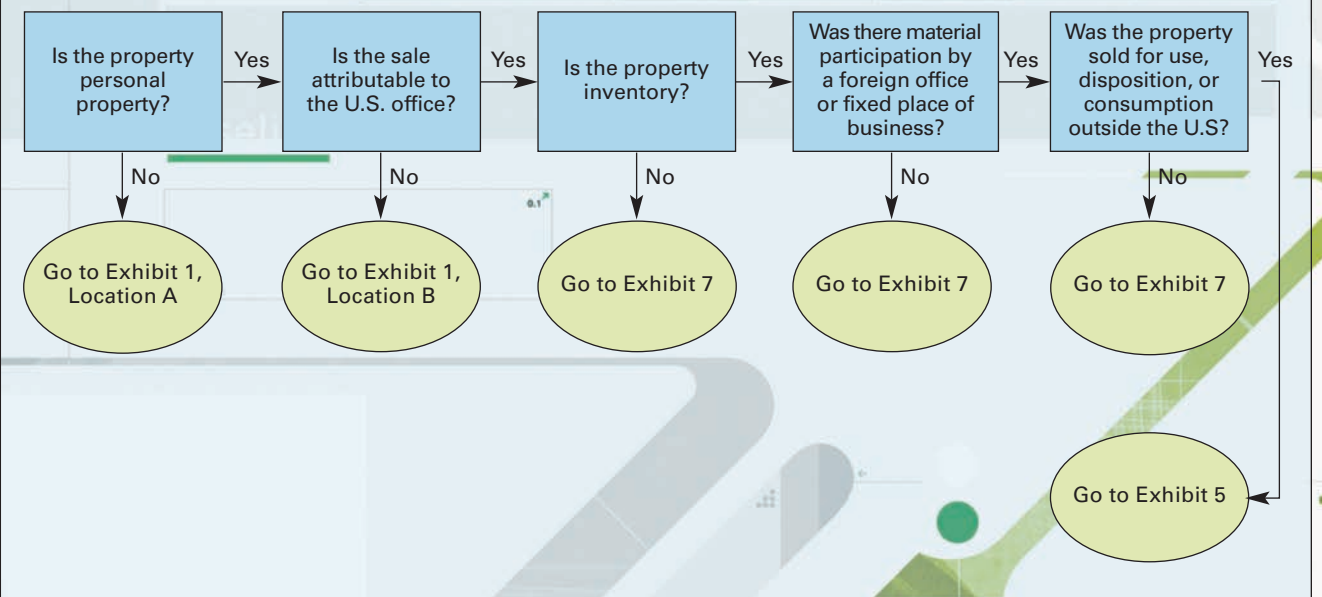 Is the property
personal
property?
Yes
Is the sale
attributable to
the U.S. office?
Yes
Is the property
inventory?
Yes
Was there material
participation by
a foreign office
or fixed place of
business?
Yes
Was the property
sold for use,
disposition, or
consumption
outside the U.S?
Yes
No
No
No
No
No
0.1
Go to Exhibit 1,
Location A
Go to Exhibit 1,
Location B
Go to Exhibit 7
Go to Exhibit 7
Go to Exhibit 7
Go to Exhibit 5